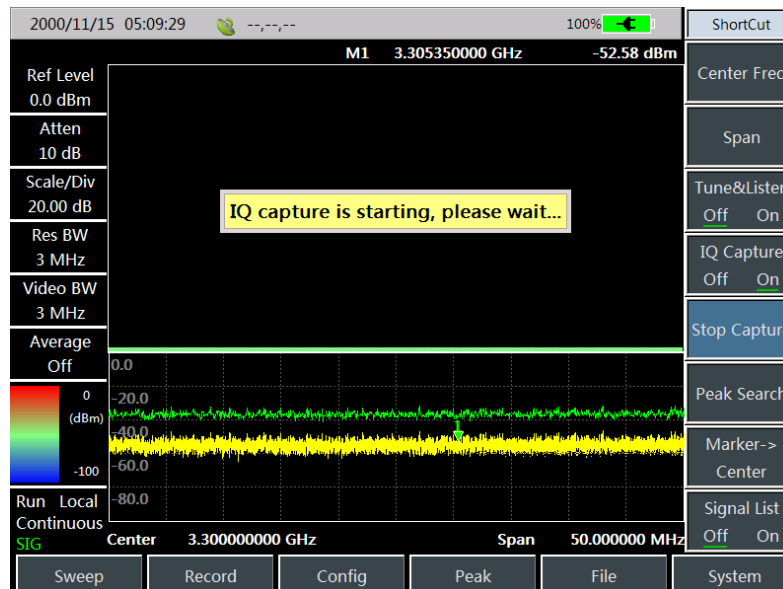 2000/11/15 05:09:29 --,--,-- 100% ShortCut
M1 3.305350000 GHz -52.58 dBm
Ref Level
0.0 dBm
Atten
10 dB
Scale/Div
20.00 dB
Res BW
3 MHz
Video BW
3 MHz
Average
Off
0
(dBm)
-100
Run Local
Continuous
SIG
IQ capture is starting, please wait...
0.0
-20.0
-40.0
-60.0
-80.0
1
Center 3.300000000 GHz Span 50.000000 MHz
Center Freq
Span
Tune&Listen
Off On
IQ Capture
Off On
Stop Captur
Peak Search
Marker->
Center
Signal List
Off On
Sweep Record Config Peak File System